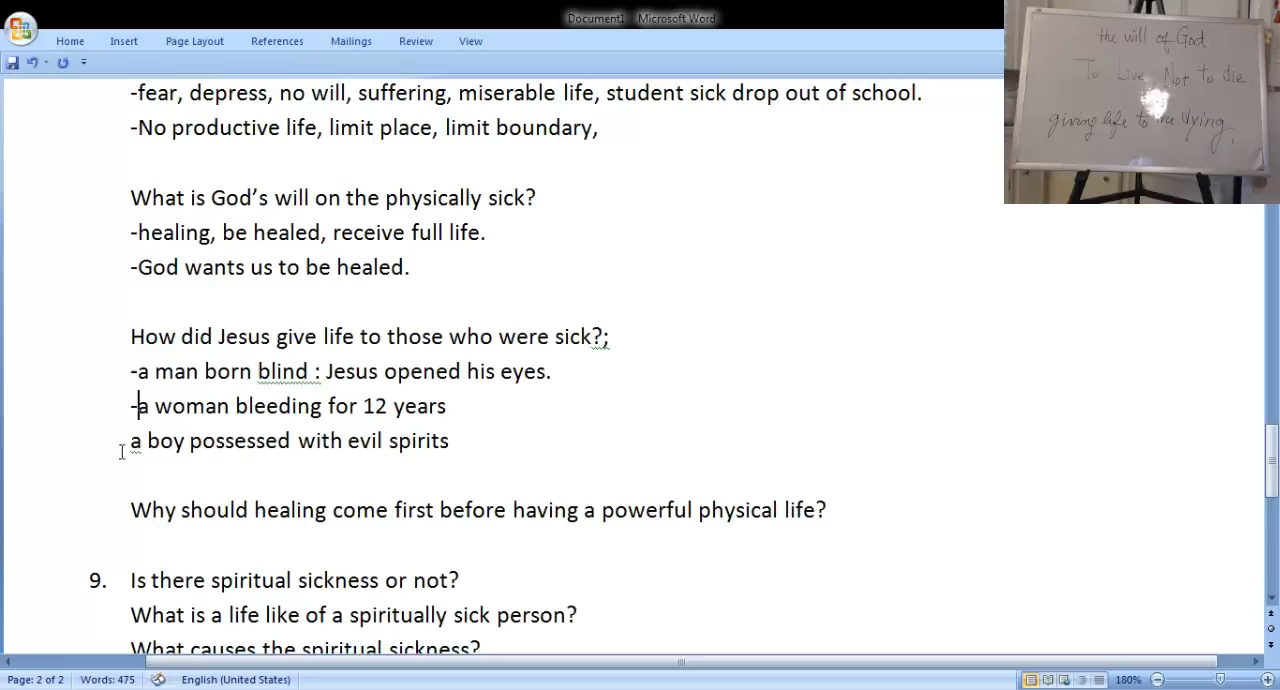 Document1 Microsoft Word
Home Insert Page Layout References Mailings Review View
-fear, depress, no will, suffering, miserable life, student sick drop out of school.
-No productive life, limit place, limit boundary,
What is God's will on the physically sick?
-healing, be healed, receive full life.
-God wants us to be healed.
How did Jesus give life to those who were sick?;
-a man born blind : Jesus opened his eyes.
-a woman bleeding for 12 years
a boy possessed with evil spirits
Why should healing come first before having a powerful physical life?
9. Is there spiritual sickness or not?
What is a life like of a spiritually sick person?
What causes the spiritual sickness?
Page: 2 of 2 Words: 475 English (United States) 180%
the will of God
To Live Not to die.
giving life to the dying.